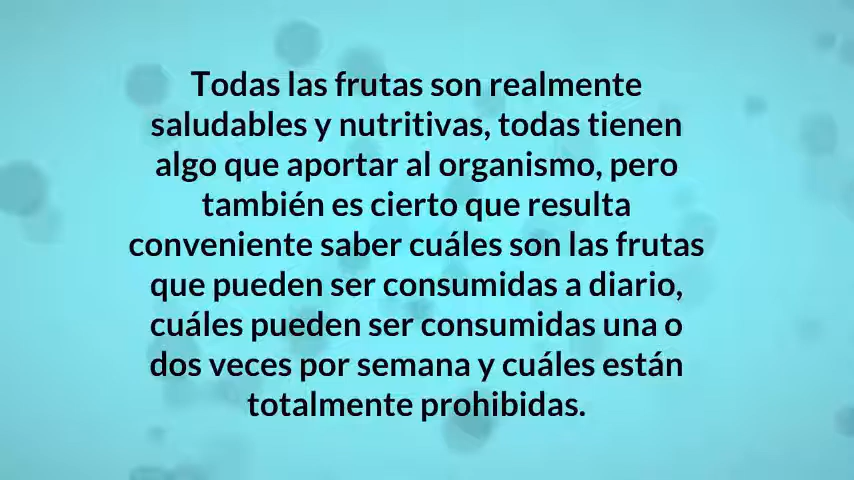 Todas las frutas son realmente
saludables y nutritivas, todas tienen
algo que aportar al organismo, pero
también es cierto que resulta
conveniente saber cuáles son las frutas
que pueden ser consumidas a diario,
cuáles pueden ser consumidas una o
dos veces por semana y cuáles están
totalmente prohibidas.